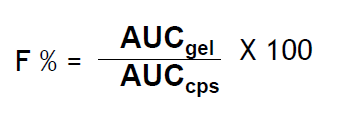 AUCgel
F % = X 100
AUCcps